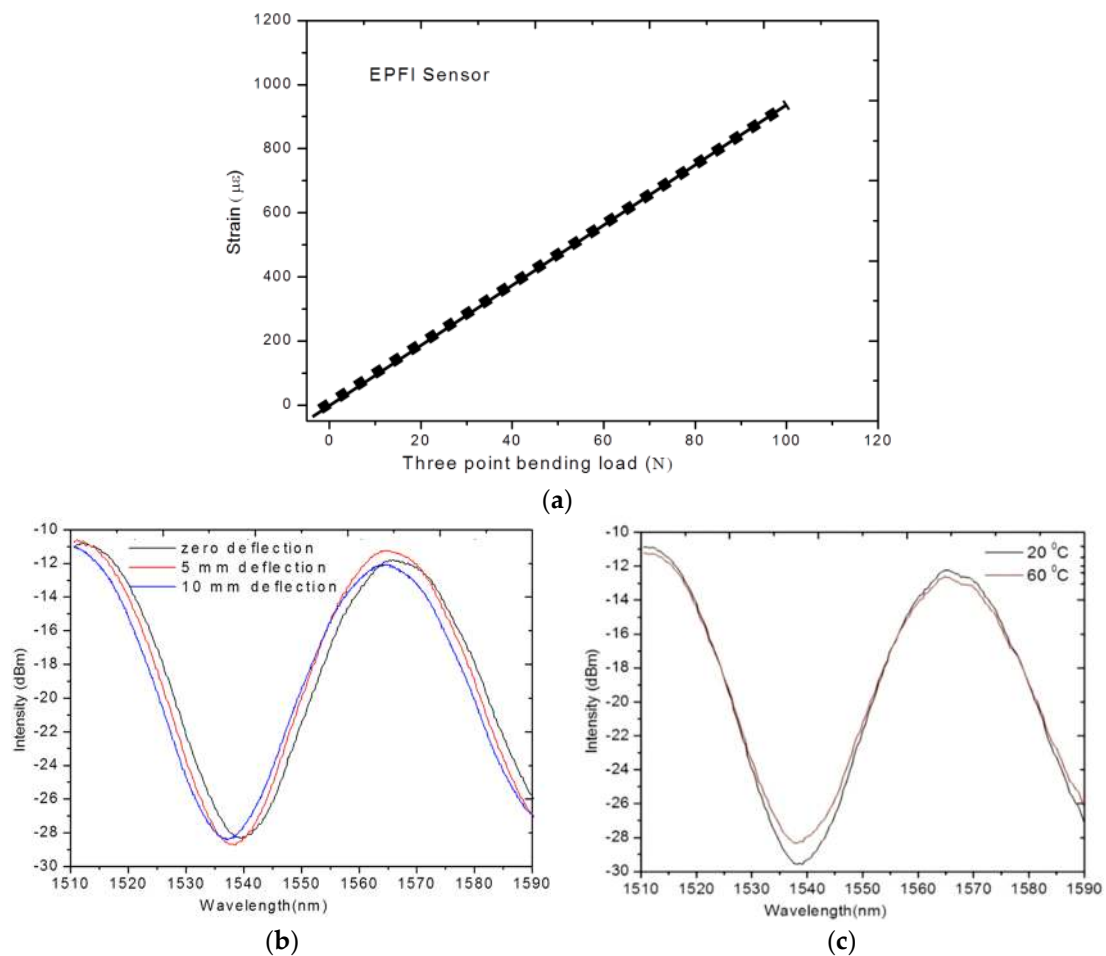 1200
1000
800
600
400
200
0
Strain (με)
EPFI Sensor
0 20 40 60 80 100 120
Three point bending load (N)
(a)
-10
-12
-14
-16
-18
-20
-22
-24
-26
-28
-30
Intensity (dBm)
zero deflection
5 mm deflection
10 mm deflection
1510 1520 1530 1540 1550 1560 1570 1580 1590
Wavelength(nm)
(b)
-10
-12
-14
-16
-18
-20
-22
-24
-26
-28
-30
Intensity (dBm)
20 ⁰C
60 ⁰C
1510 1520 1530 1540 1550 1560 1570 1580 1590
Wavelength(nm)
(c)